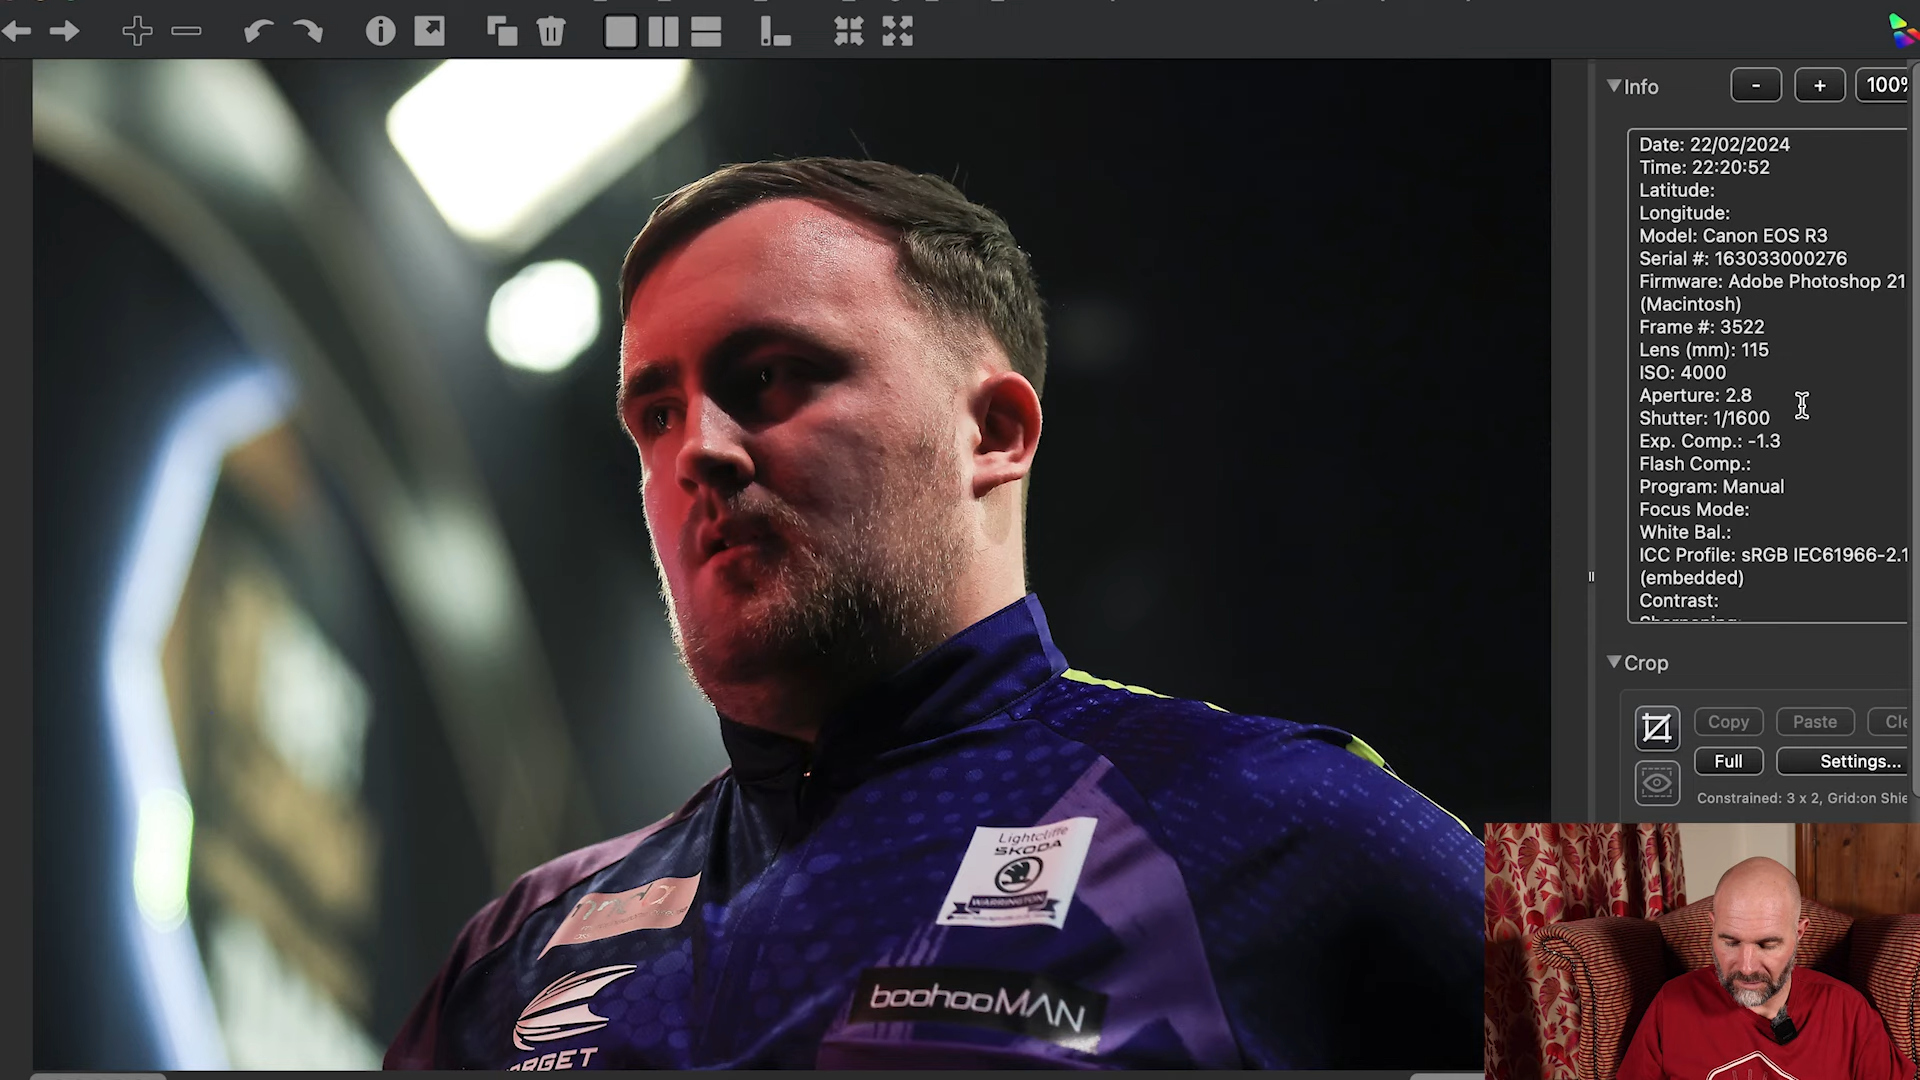 Info
-
+
100%
Date: 22/02/2024
Time: 22:20:52
Latitude:
Longitude:
Model: Canon EOS R3
Serial #: 163033000276
Firmware: Adobe Photoshop 21
(Macintosh)
Frame #: 3522
Lens (mm): 115
ISO: 4000
Aperture: 2.8
Shutter: 1/1600
Exp. Comp.: -1.3
Flash Comp.:
Program: Manual
Focus Mode:
White Bal.:
ICC Profile: sRGB IEC61966-2.1
(embedded)
Contrast:
Crop
Copy
Paste
Cle
Full
Settings...
Constrained: 3 x 2, Grid:on Shie
Lightcliffe
SKODA
WARRINGTON
boohooMAN
RGET